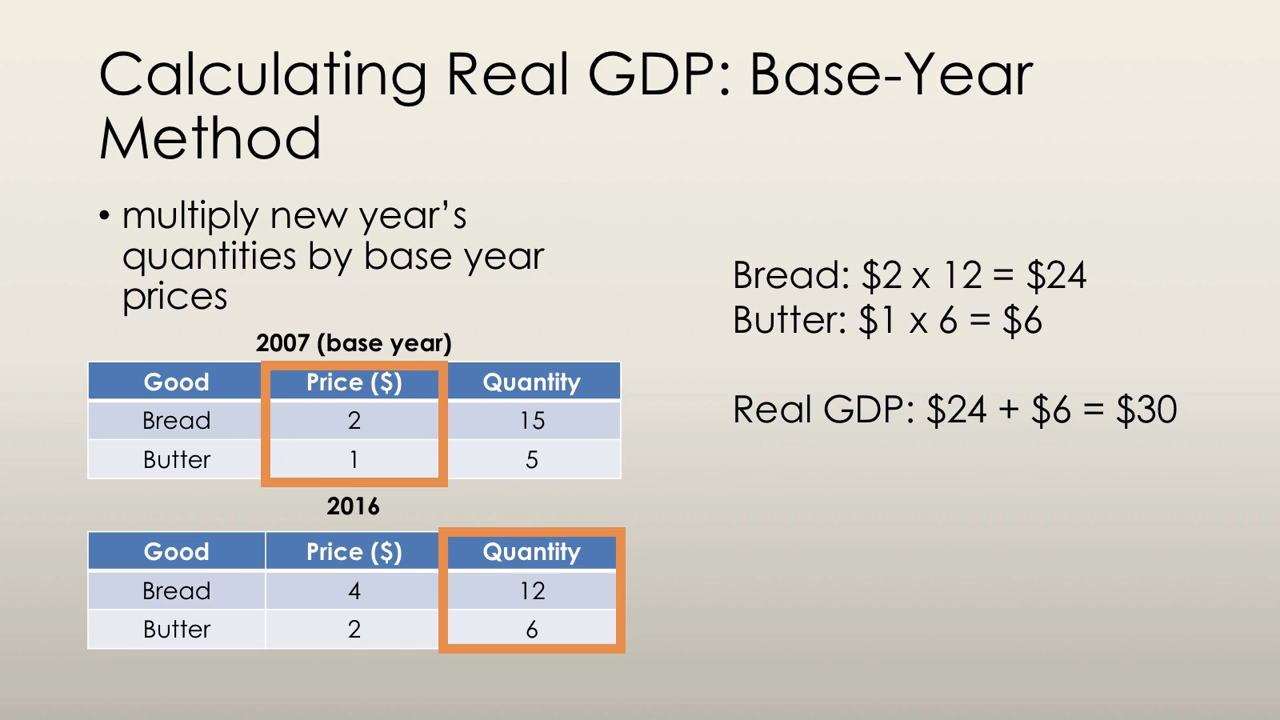 Calculating Real GDP: Base-Year
Method
• multiply new year’s
quantities by base year
prices
2007 (base year)
Good Price ($) Quantity
Bread 2 15
Butter 1 5
2016
Good Price ($) Quantity
Bread 4 12
Butter 2 6
Bread: $2 x 12 = $24
Butter: $1 x 6 = $6
Real GDP: $24 + $6 = $30